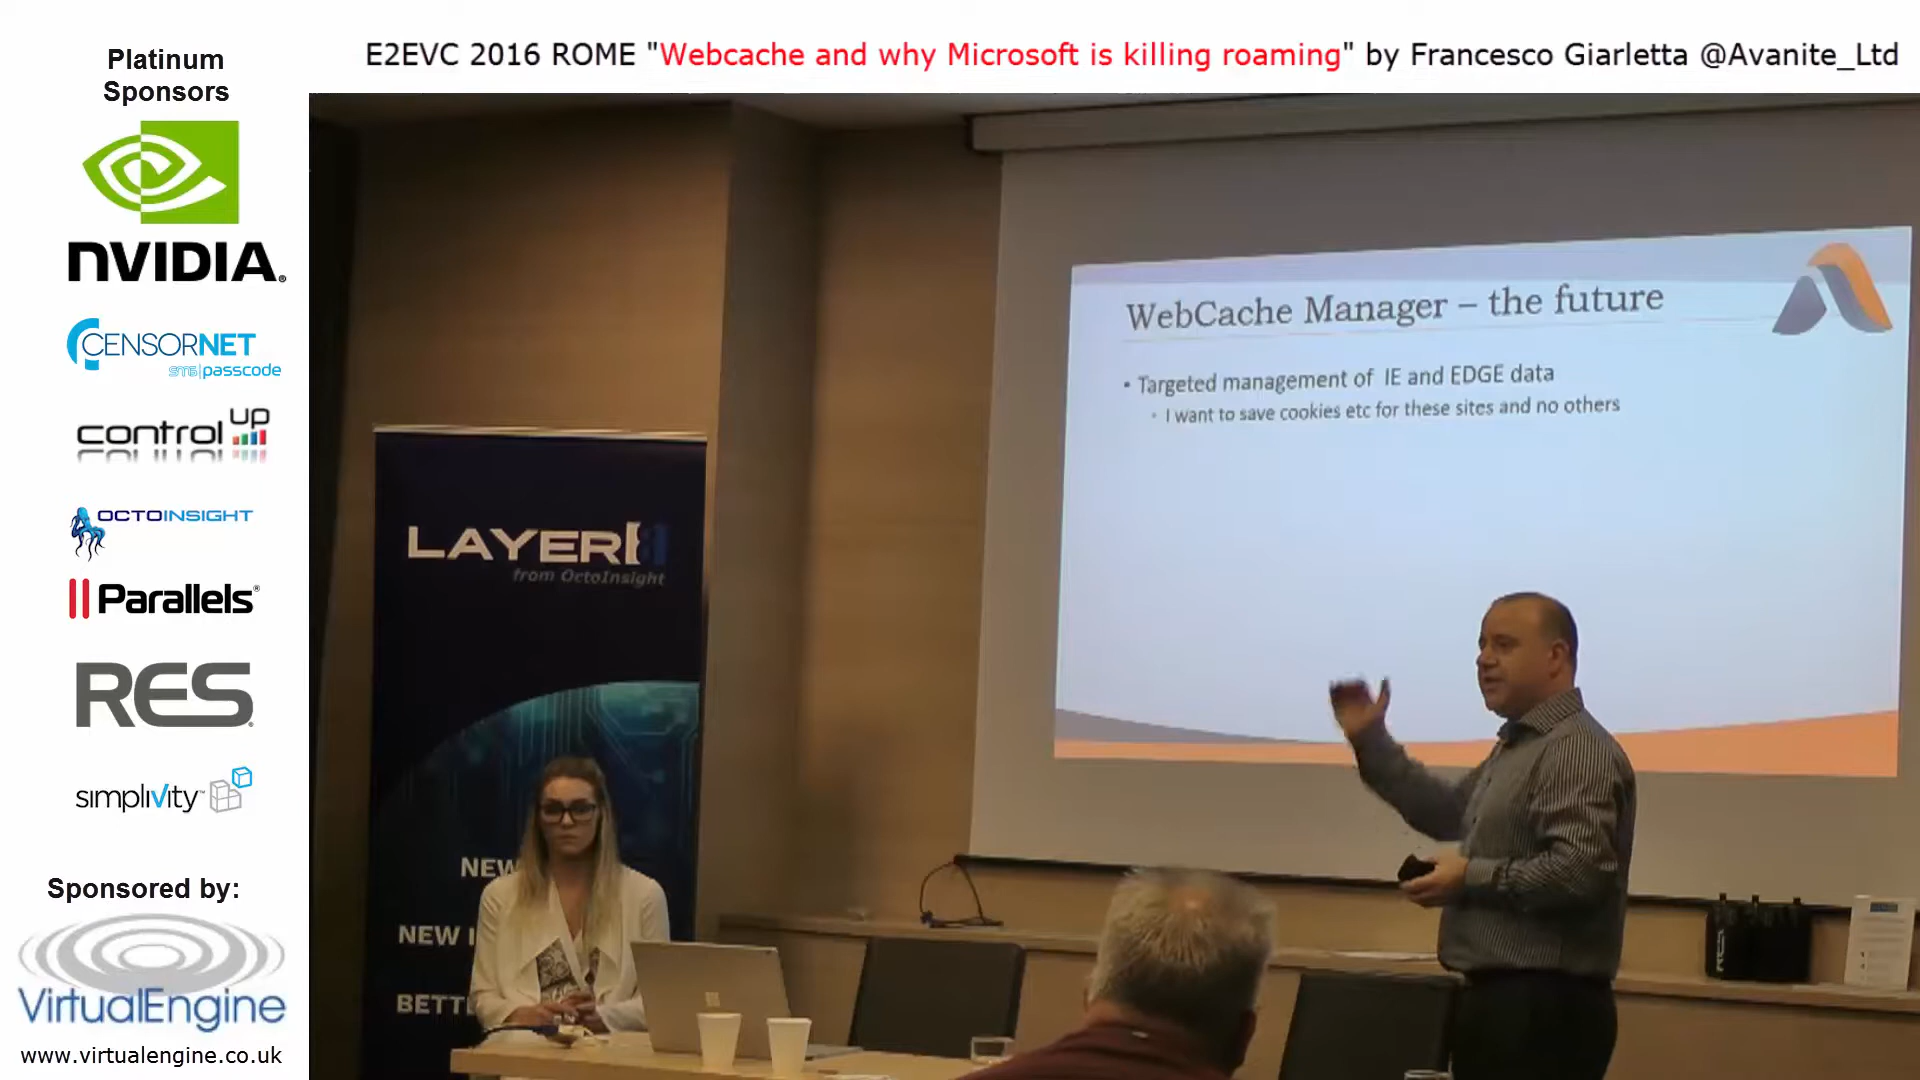 Platinum
Sponsors
E2EVC 2016 ROME "Webcache and why Microsoft is killing roaming" by Francesco Giarletta @Avanite_Ltd
NVIDIA®
CENSORNET
passcode
control UP
OCTOINSIGHT
Parallels®
RES®
simplivity™
Sponsored by:
VirtualEngine
www.virtualengine.co.uk
LAYER8
from OctoInsight
NEW
NEW
BETT
WebCache Manager – the future
• Targeted management of IE and EDGE data
• I want to save cookies etc for these sites and no others